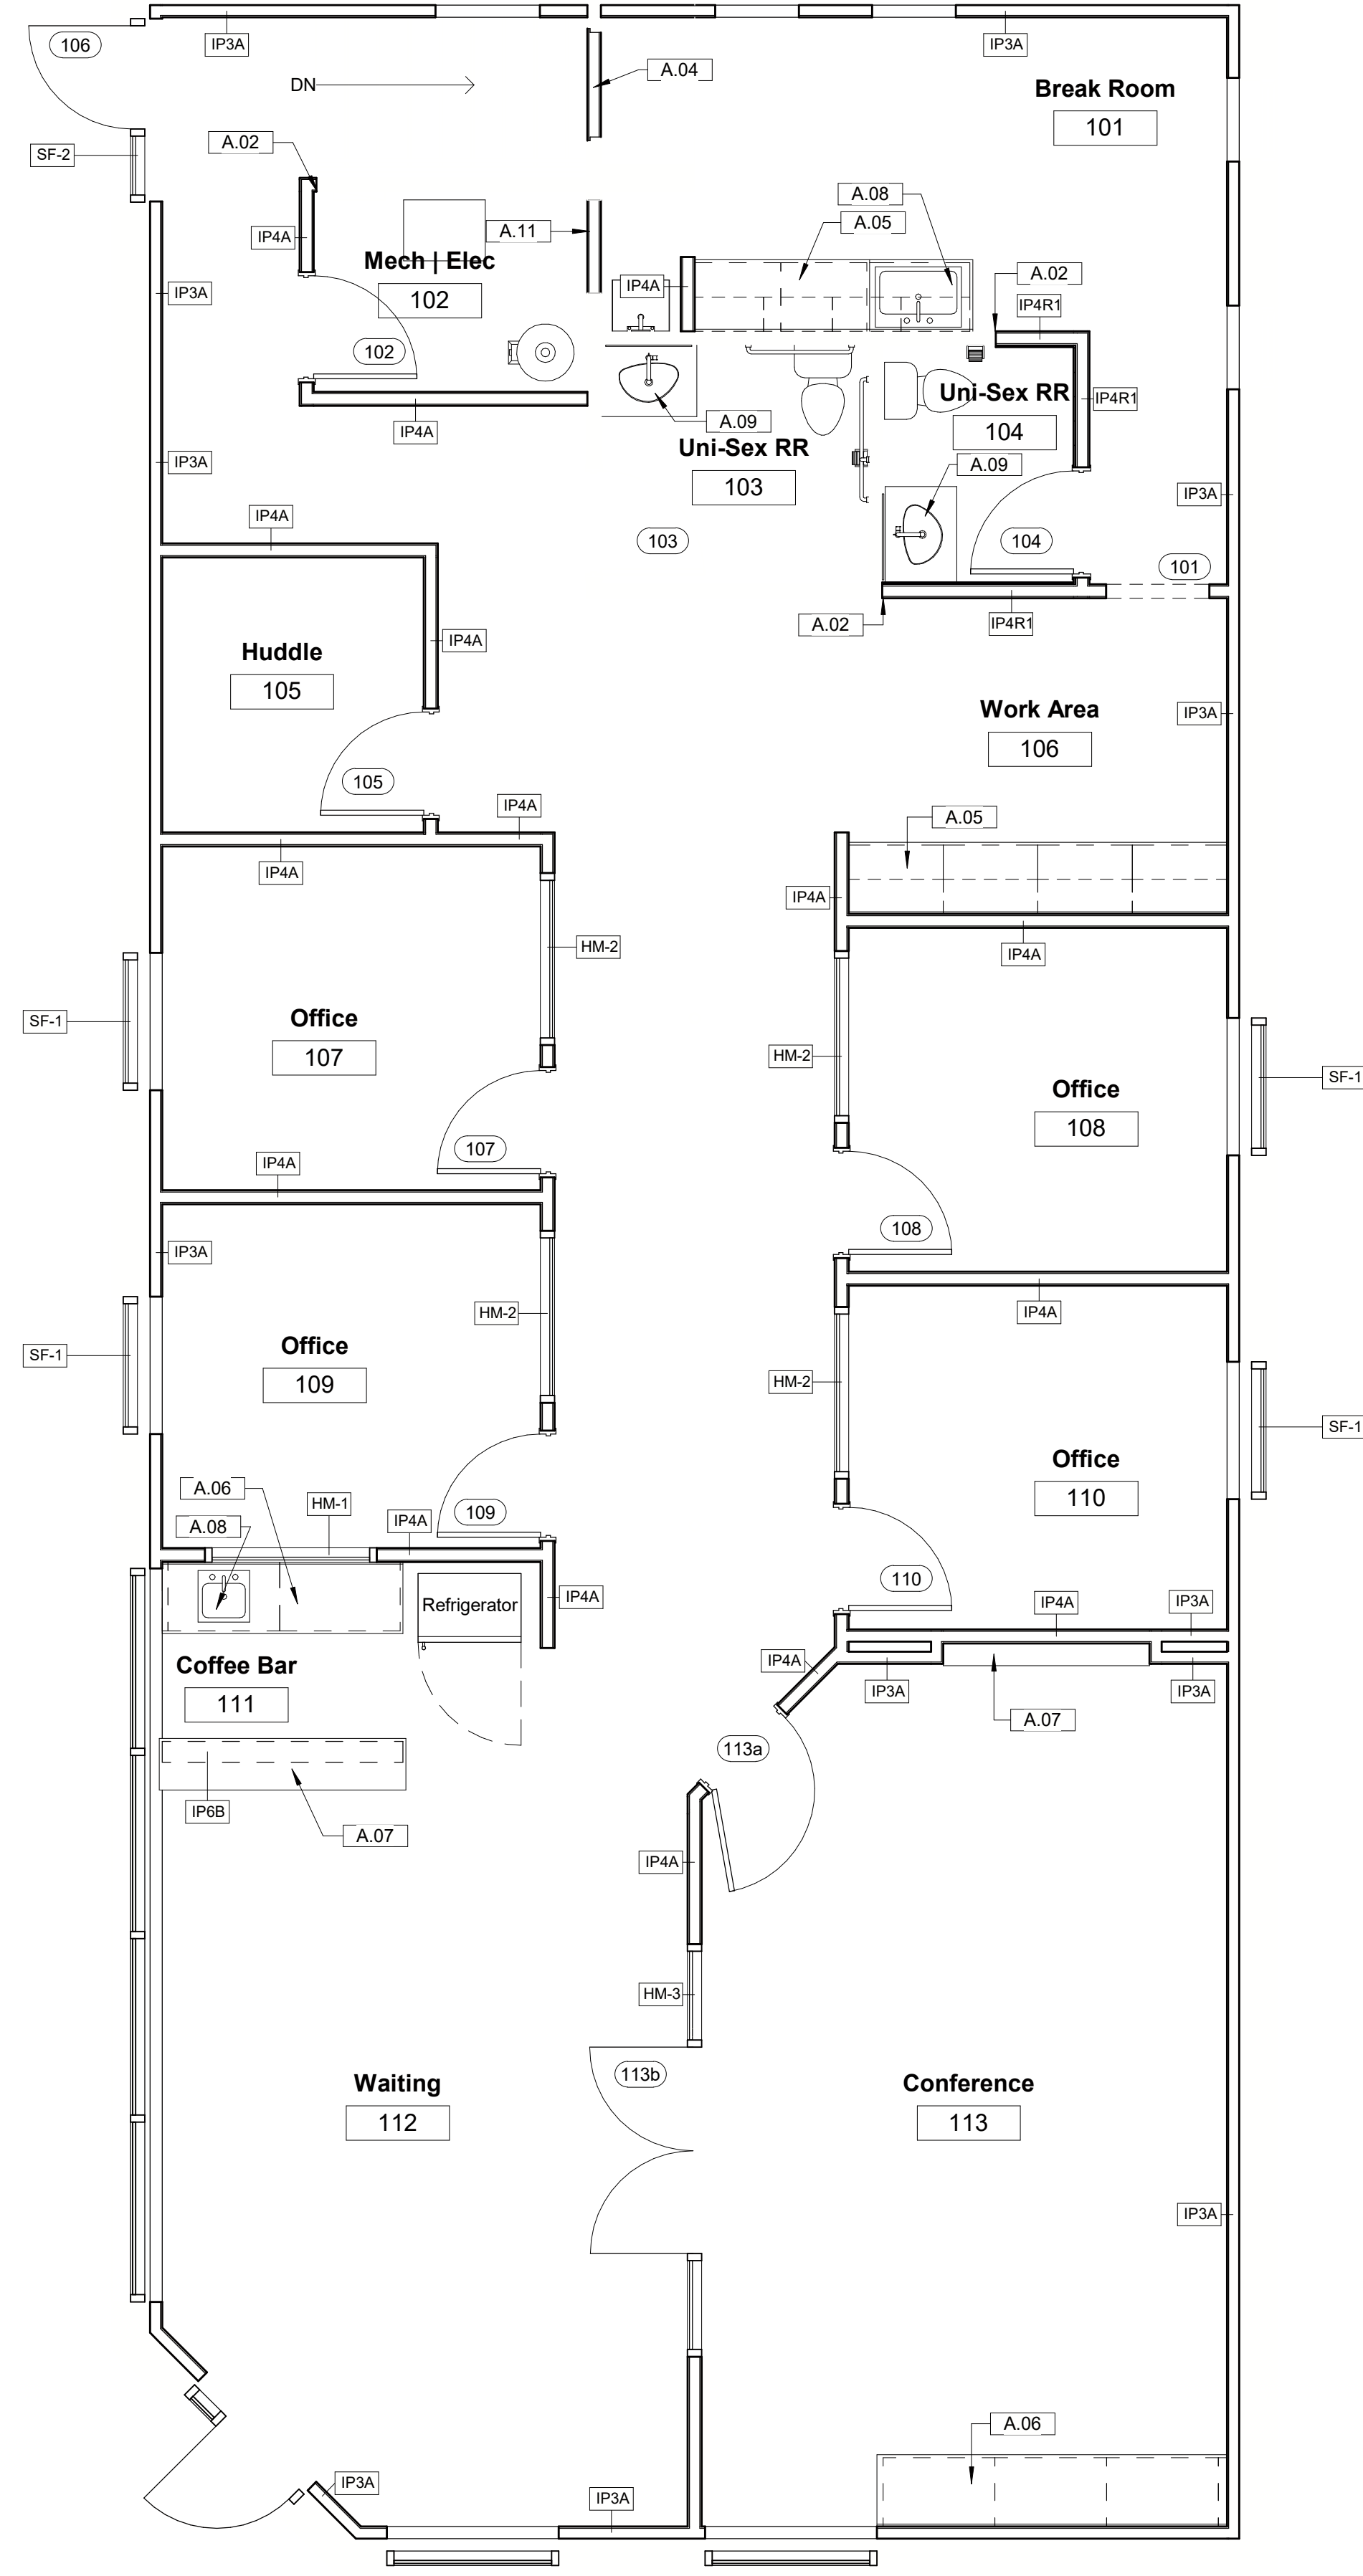 106
IP3A
IP3A
A.04
DN
Break Room
101
A.02
SF-2
A.08
A.05
IP4A
A.11
Mech | Elec
102
IP3A
IP4A
A.02
IP4R1
102
Uni-Sex RR
104
IP4R1
A.09
IP4A
Uni-Sex RR
103
IP3A
A.09
IP3A
IP4A
103
104
101
A.02
IP4R1
IP4A
Huddle
105
Work Area
106
IP3A
105
IP4A
A.05
IP4A
IP4A
HM-2
IP4A
Office
107
SF-1
HM-2
Office
108
SF-1
107
IP4A
108
IP3A
HM-2
IP4A
Office
109
SF-1
HM-2
Office
110
SF-1
A.06
HM-1
A.08
IP4A
109
110
IP4A
Refrigerator
IP4A
IP3A
Coffee Bar
111
IP4A
IP3A
IP3A
A.07
113a
IP6B
A.07
IP4A
HM-3
113b
Waiting
112
Conference
113
IP3A
A.06
IP3A
IP3A